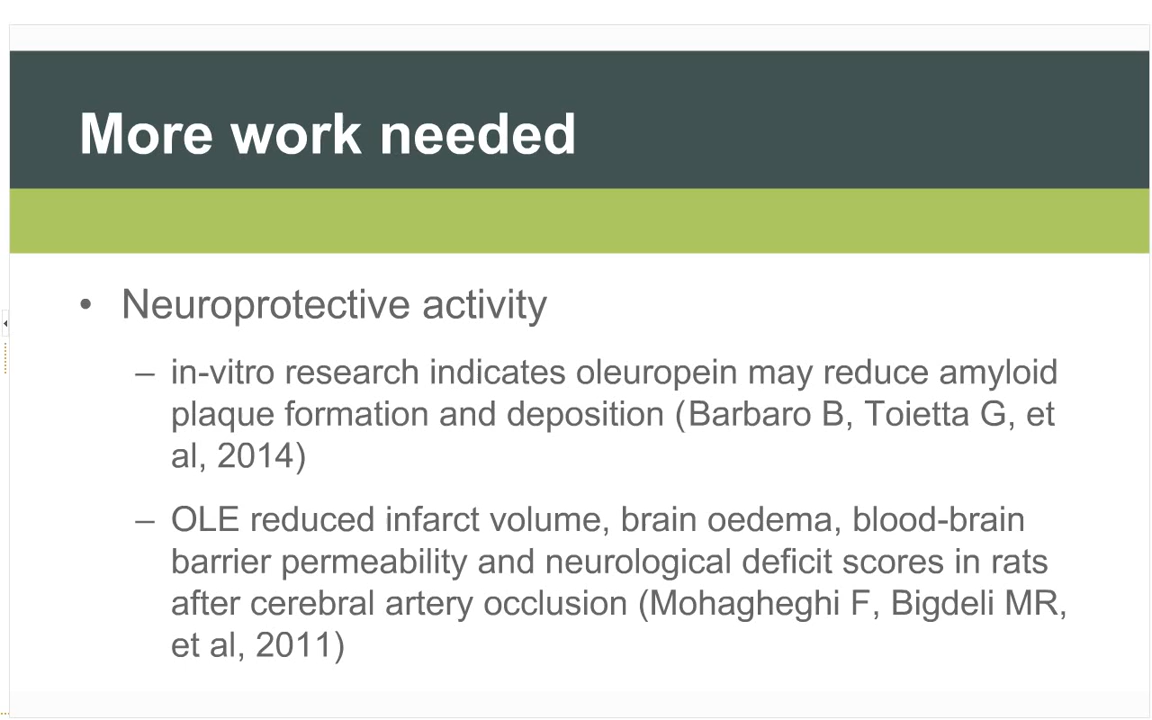 More work needed
• Neuroprotective activity
– in-vitro research indicates oleuropein may reduce amyloid
plaque formation and deposition (Barbaro B, Toietta G, et
al, 2014)
– OLE reduced infarct volume, brain oedema, blood-brain
barrier permeability and neurological deficit scores in rats
after cerebral artery occlusion (Mohagheghi F, Bigdeli MR,
et al, 2011)